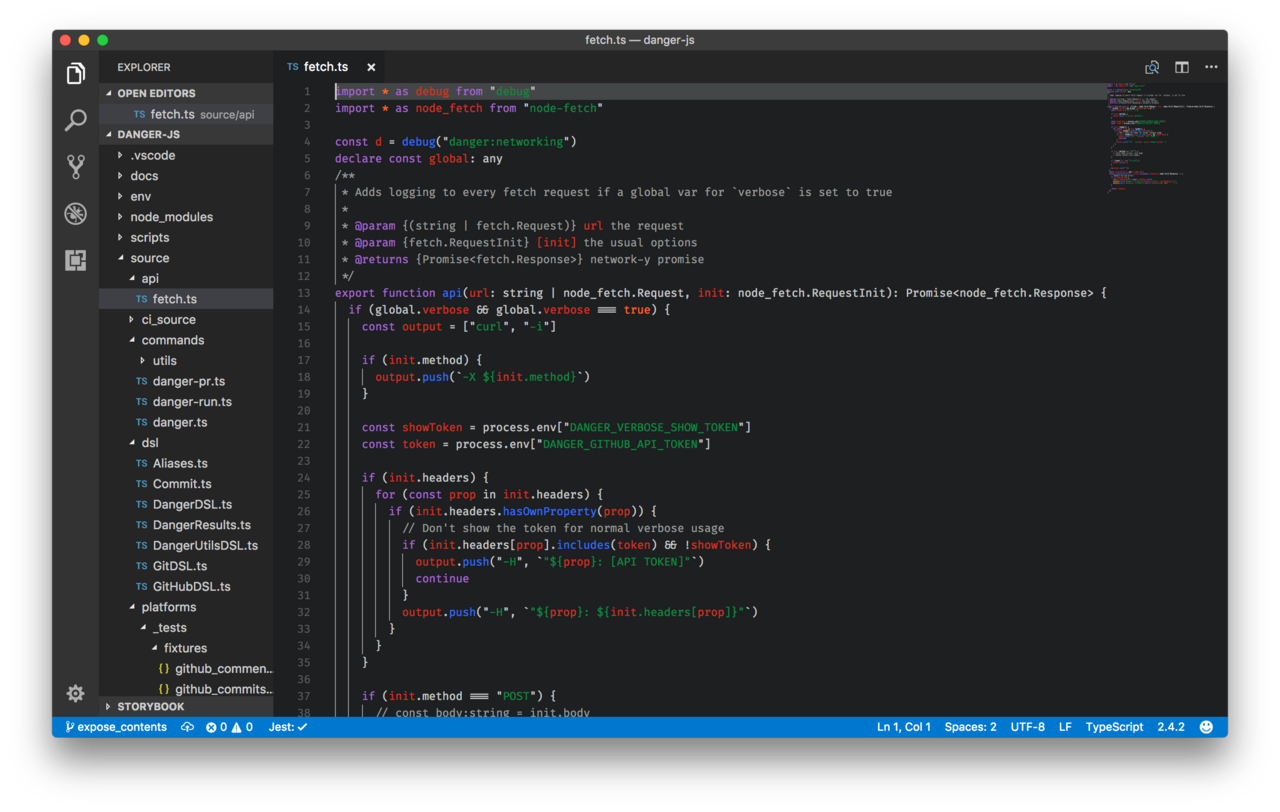 fetch.ts — danger-js
EXPLORER
OPEN EDITORS
TS fetch.ts source/api
DANGER-JS
.vscode
docs
env
node_modules
scripts
source
api
TS fetch.ts
ci_source
commands
utils
TS danger-pr.ts
TS danger-run.ts
TS danger.ts
dsl
TS Aliases.ts
TS Commit.ts
TS DangerDSL.ts
TS DangerResults.ts
TS DangerUtilsDSL.ts
TS GitDSL.ts
TS GitHubDSL.ts
platforms
_tests
fixtures
{} github_commen...
{} github_commits...
STORYBOOK
TS fetch.ts ×
1 import * as debug from "debug"
2 import * as node_fetch from "node-fetch"
3
4 const d = debug("danger:networking")
5 declare const global: any
6 /**
7 * Adds logging to every fetch request if a global var for `verbose` is set to true
8 *
9 * @param {(string | fetch.Request)} url the request
10 * @param {fetch.RequestInit} [init] the usual options
11 * @returns {Promise<fetch.Response>} network-y promise
12 */
13 export function api(url: string | node_fetch.Request, init: node_fetch.RequestInit): Promise<node_fetch.Response> {
14 if (global.verbose && global.verbose === true) {
15 const output = ["curl", "-i"]
16
17 if (init.method) {
18 output.push(`-X ${init.method}`)
19 }
20
21 const showToken = process.env["DANGER_VERBOSE_SHOW_TOKEN"]
22 const token = process.env["DANGER_GITHUB_API_TOKEN"]
23
24 if (init.headers) {
25 for (const prop in init.headers) {
26 if (init.headers.hasOwnProperty(prop)) {
27 // Don't show the token for normal verbose usage
28 if (init.headers[prop].includes(token) && !showToken) {
29 output.push("-H", `"${prop}: [API TOKEN]"`)
30 continue
31 }
32 output.push("-H", `"${prop}: ${init.headers[prop]}"`)
33 }
34 }
35 }
36
37 if (init.method === "POST") {
38 // const body:string = init.body
expose_contents 0 0 Jest: ✓ Ln 1, Col 1 Spaces: 2 UTF-8 LF TypeScript 2.4.2